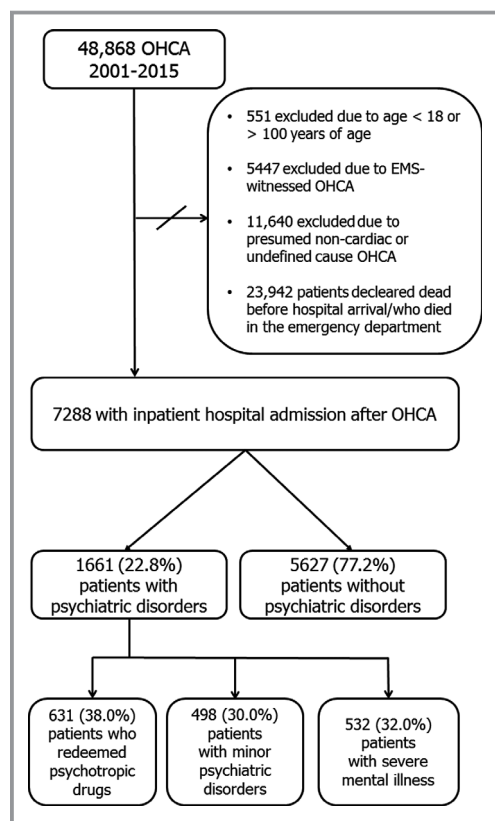 48,868 OHCA
2001-2015
• 551 excluded due to age < 18 or
> 100 years of age
• 5447 excluded due to EMS-
witnessed OHCA
• 11,640 excluded due to
presumed non-cardiac or
undefined cause OHCA
• 23,942 patients decleared dead
before hospital arrival/who died
in the emergency department
7288 with inpatient hospital admission after OHCA
1661 (22.8%)
patients with
psychiatric disorders
5627 (77.2%)
patients without
psychiatric disorders
631 (38.0%)
patients who
redeemed
psychotropic
drugs
498 (30.0%)
patients
with minor
psychiatric
disorders
532 (32.0%)
patients
with severe
mental illness